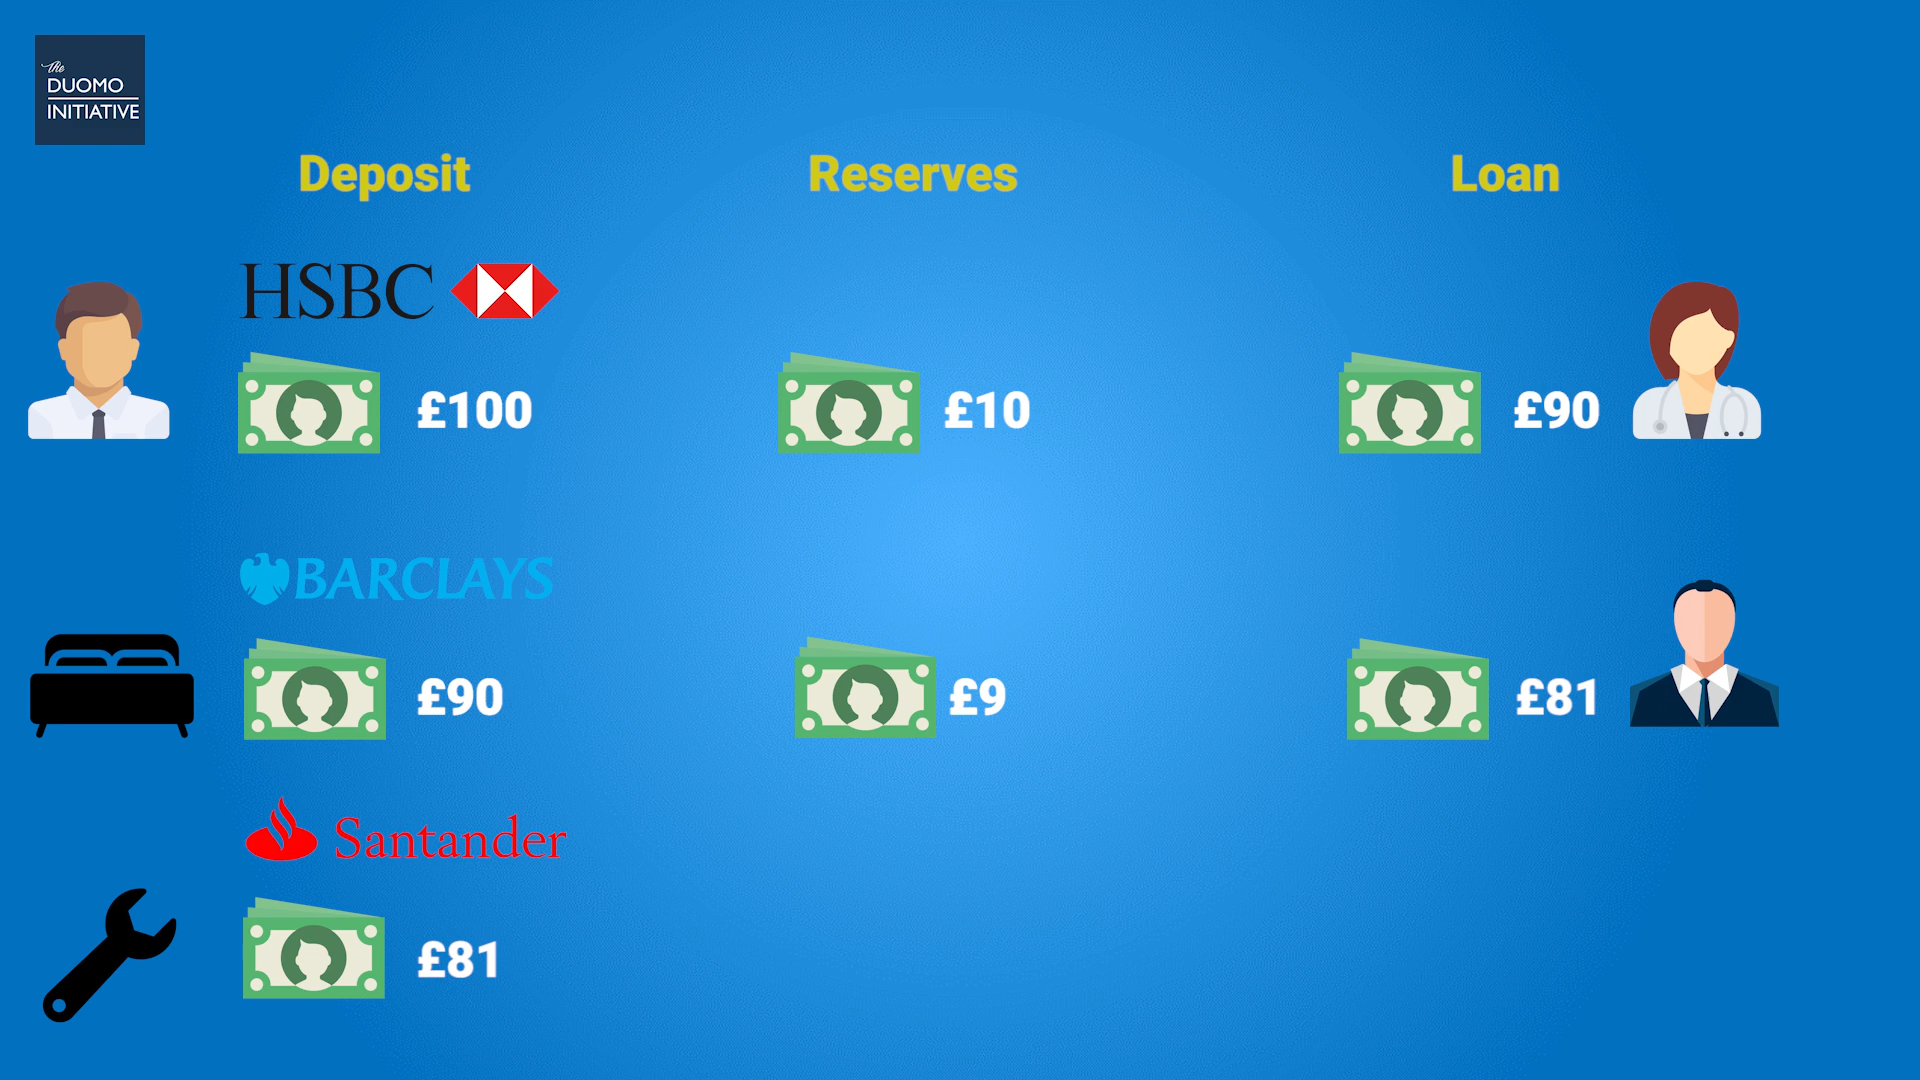 the
DUOMO
INITIATIVE
Deposit
Reserves
Loan
HSBC
£100
£10
£90
BARCLAYS
£90
£9
£81
Santander
£81